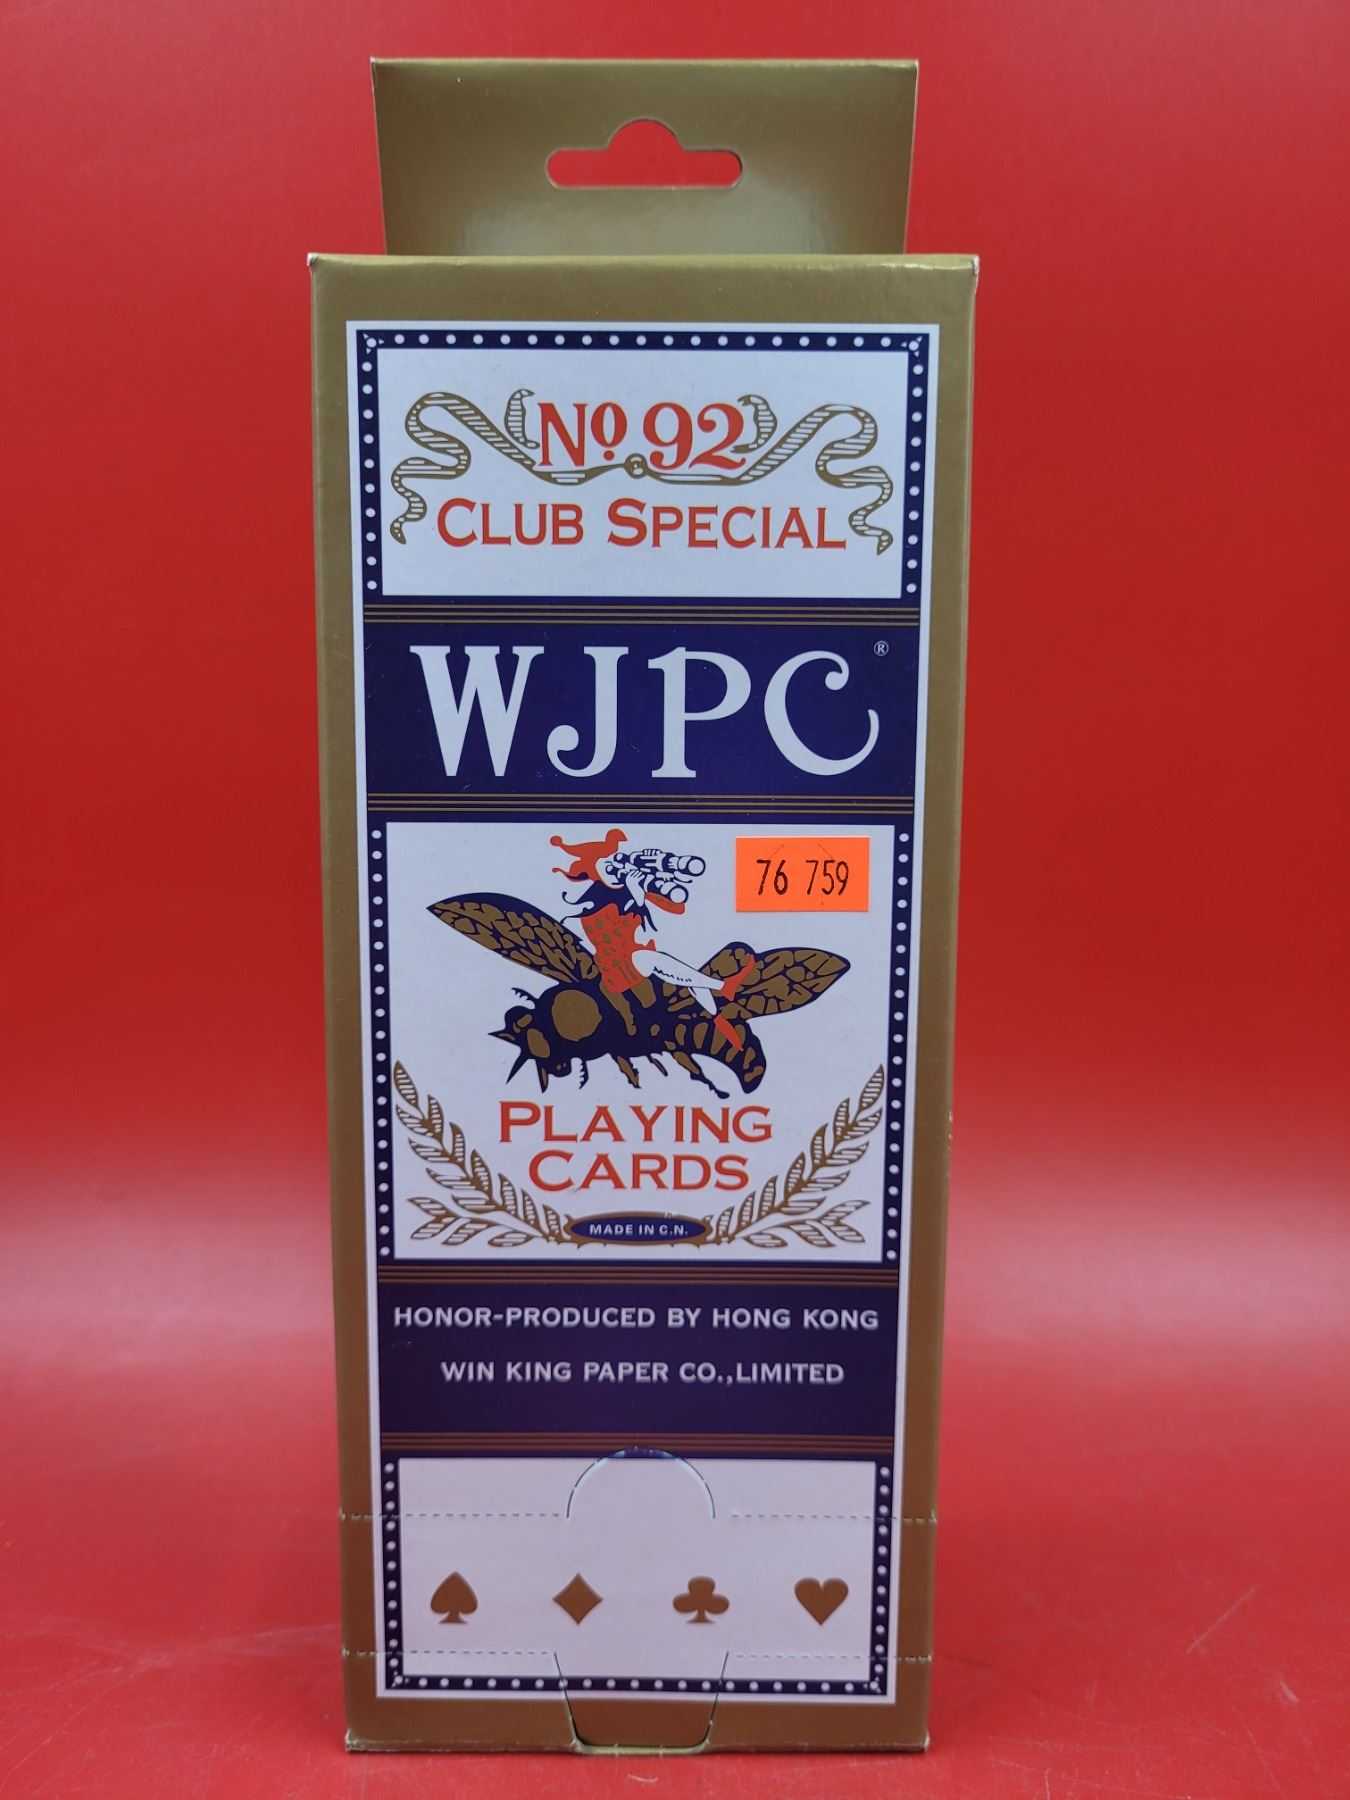 No 92
CLUB SPECIAL
WJPC®
76 759
PLAYING
CARDS
MADE IN C.N.
HONOR-PRODUCED BY HONG KONG
WIN KING PAPER CO.,LIMITED